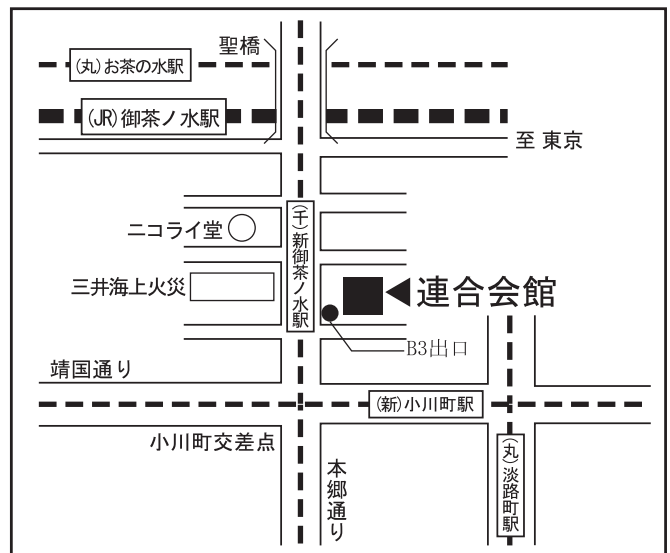 聖橋
(丸)お茶の水駅
(JR)御茶ノ水駅
至 東京
(千)新御茶ノ水駅
ニコライ堂
三井海上火災
連合会館
B3出口
靖国通り
(新)小川町駅
小川町交差点
本郷通り
(丸)淡路町駅